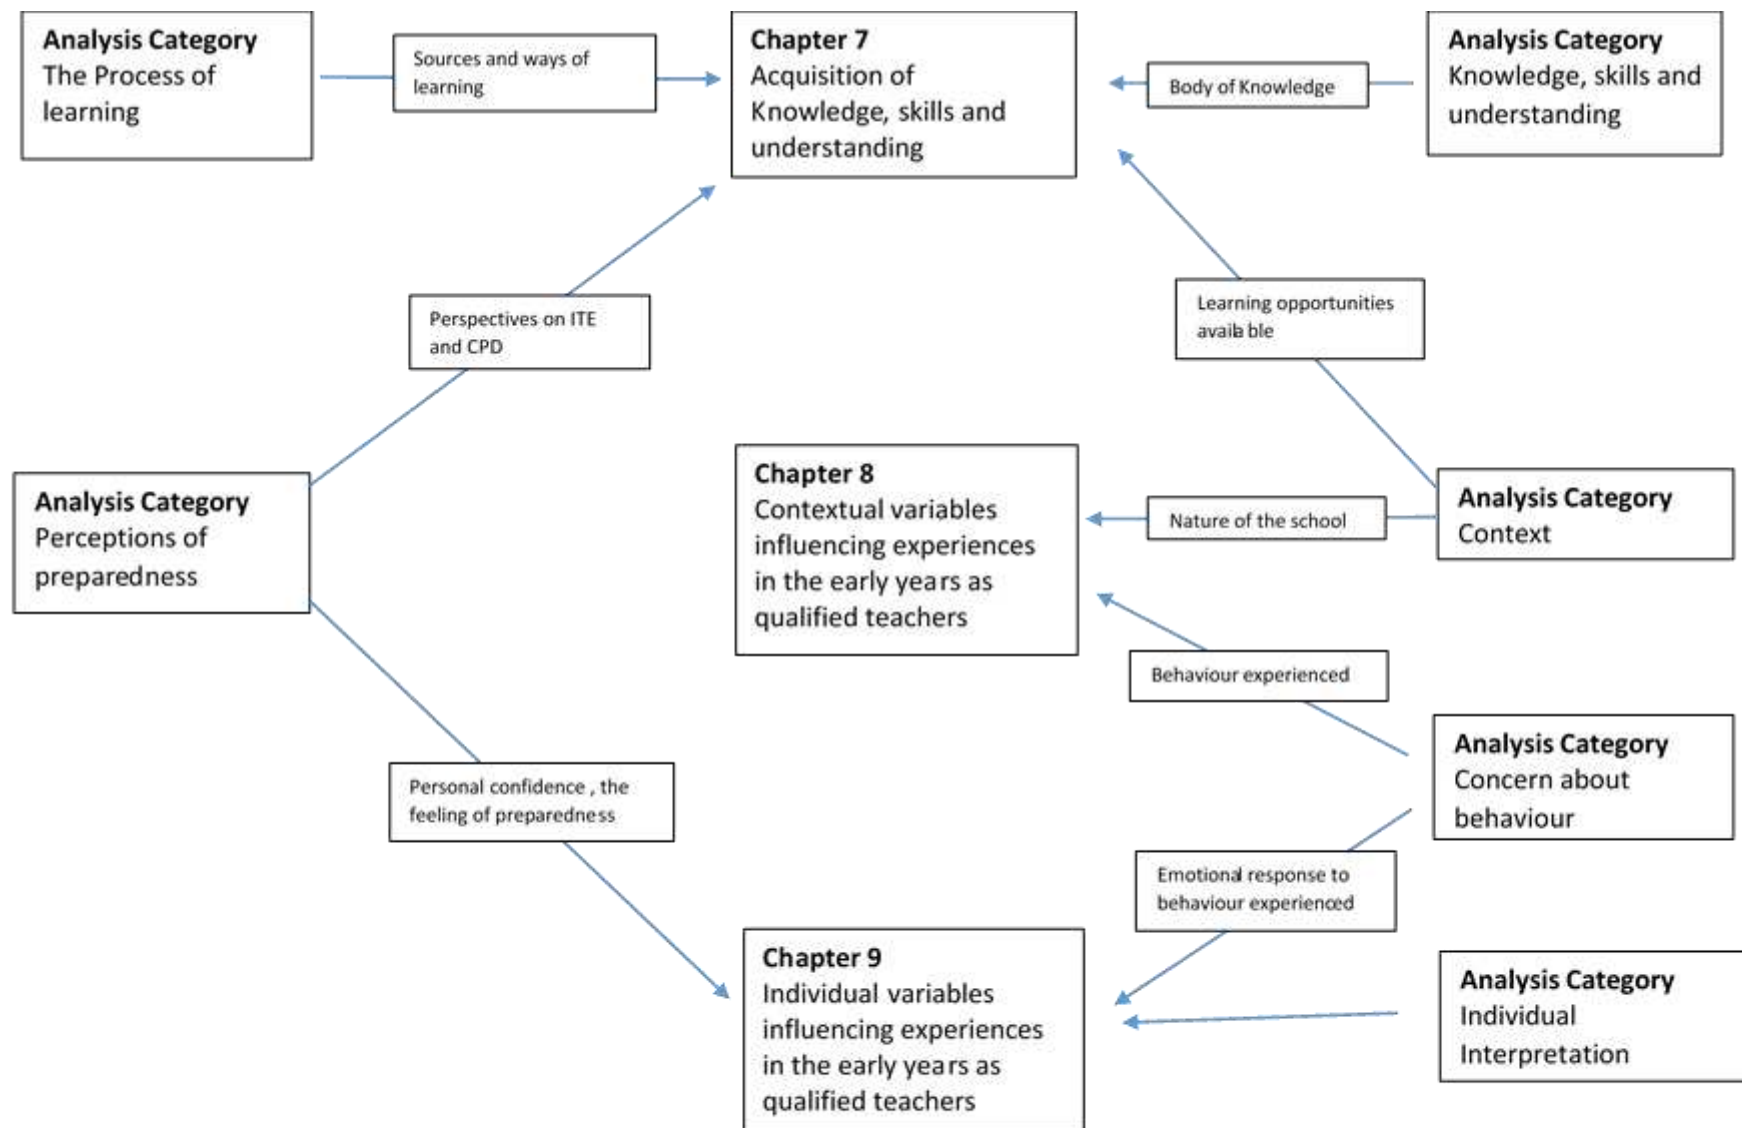 Analysis Category
The Process of
learning
Sources and ways of
learning
Chapter 7
Acquisition of
Knowledge, skills and
understanding
Body of Knowledge
Analysis Category
Knowledge, skills and
understanding
Perspectives on ITE
and CPD
Learning opportunities
available
Analysis Category
Perceptions of
preparedness
Chapter 8
Contextual variables
influencing experiences
in the early years as
qualified teachers
Nature of the school
Analysis Category
Context
Behaviour experienced
Analysis Category
Concern about
behaviour
Personal confidence , the
feeling of preparedness
Emotional response to
behaviour experienced
Chapter 9
Individual variables
influencing experiences
in the early years as
qualified teachers
Analysis Category
Individual
Interpretation